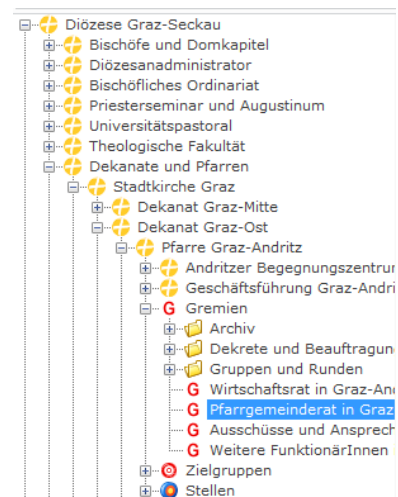 Diözese Graz-Seckau
Bischöfe und Domkapitel
Diözesanadministrator
Bischöfliches Ordinariat
Priesterseminar und Augustinum
Universitätspastoral
Theologische Fakultät
Dekanate und Pfarren
Stadtkirche Graz
Dekanat Graz-Mitte
Dekanat Graz-Ost
Pfarre Graz-Andritz
Andritzer Begegnungszentru
Geschäftsführung Graz-Andri
G Gremien
Archiv
Dekrete und Beauftragun
Gruppen und Runden
G Wirtschaftsrat in Graz-An
G Pfarrgemeinderat in Graz
G Ausschüsse und Ansprech
G Weitere FunktionärInnen
Zielgruppen
Stellen